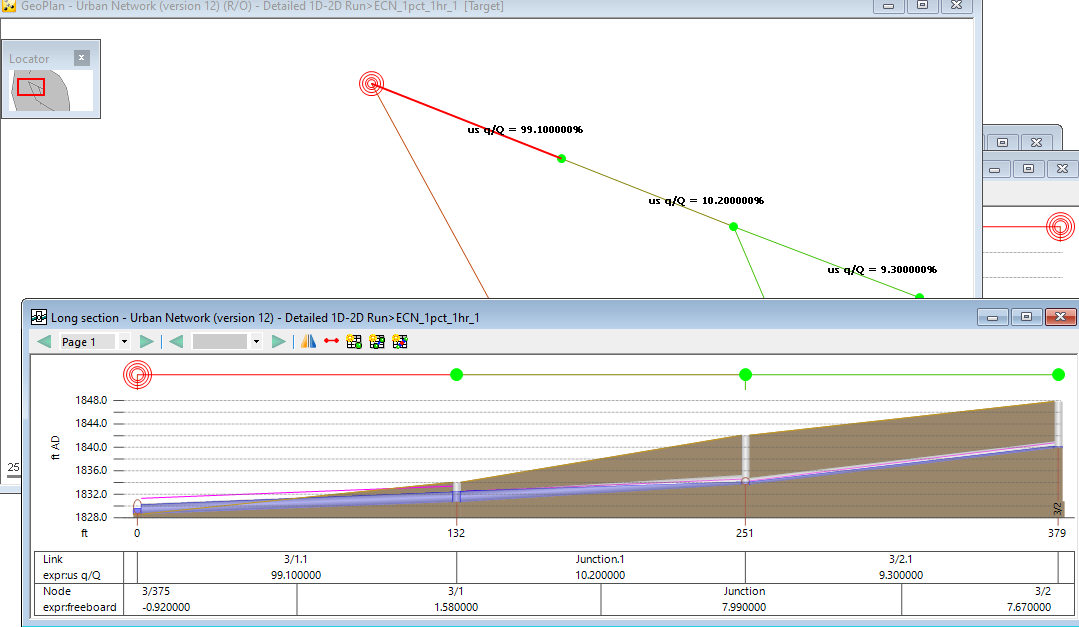 GeoPlan - Urban Network (version 12) (R/O) - Detailed 1D-2D Run>ECN_1pct_1hr_1 [Target]
Locator
us q/Q = 99.100000%
us q/Q = 10.200000%
us q/Q = 9.300000%
25
Long section - Urban Network (version 12) - Detailed 1D-2D Run>ECN_1pct_1hr_1
Page 1
1848.0
1844.0
1840.0
1836.0
1832.0
1828.0
ft AD
3/2
ft 0 132 251 379
Link 3/1.1 Junction.1 3/2.1
expr:us q/Q 99.100000 10.200000 9.300000
Node 3/375 3/1 Junction 3/2
expr:freeboard -0.920000 1.580000 7.990000 7.670000